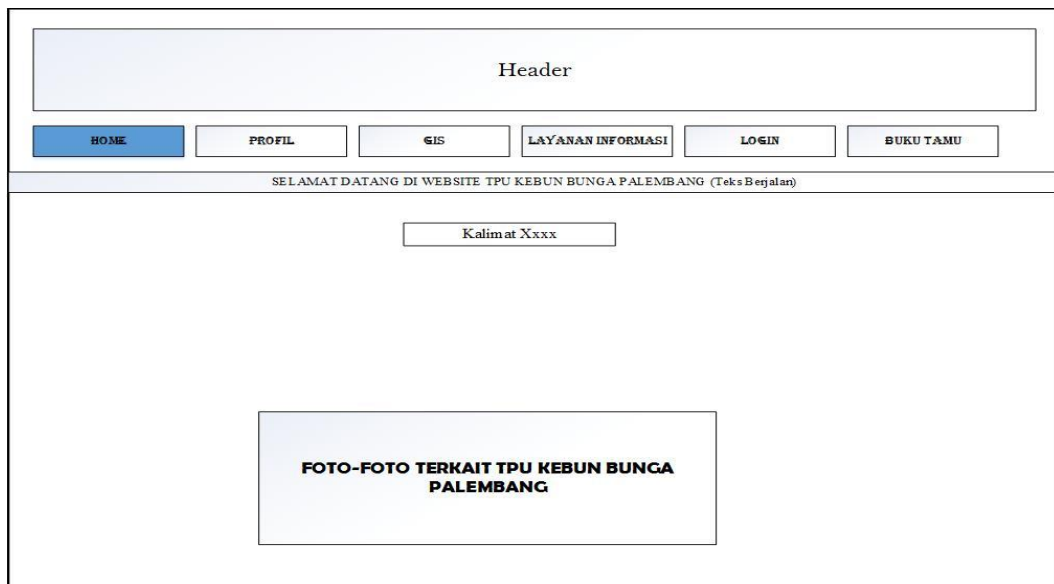 Header
HOME PROFIL GIS LAYANAN INFORMASI LOGIN BUKU TAMU
SELAMAT DATANG DI WEBSITE TPU KEBUN BUNGA PALEMBANG (Teks Berjalan)
Kalimat Xxxx
FOTO-FOTO TERKAIT TPU KEBUN BUNGA
PALEMBANG